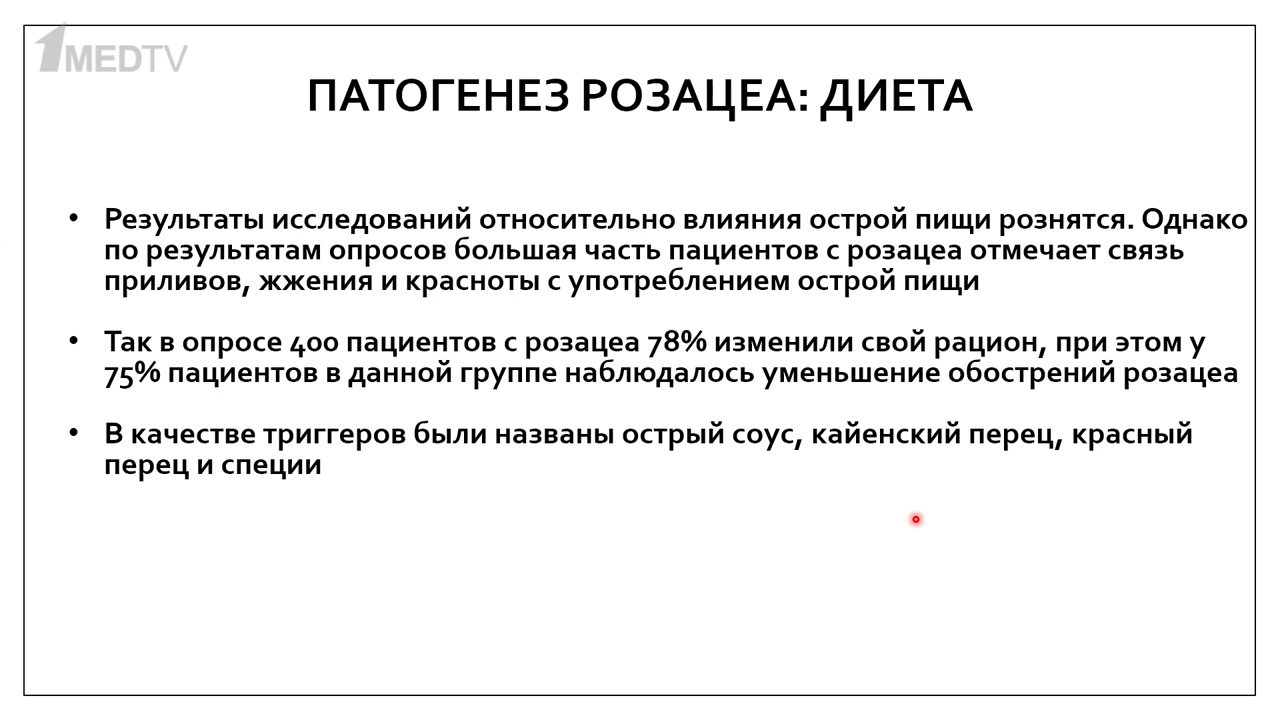 1MEDTV
ПАТОГЕНЕЗ РОЗАЦЕА: ДИЕТА
• Результаты исследований относительно влияния острой пищи рознятся. Однако
по результатам опросов большая часть пациентов с розацеа отмечает связь
приливов, жжения и красноты с употреблением острой пищи
• Так в опросе 400 пациентов с розацеа 78% изменили свой рацион, при этом у
75% пациентов в данной группе наблюдалось уменьшение обострений розацеа
• В качестве триггеров были названы острый соус, кайенский перец, красный
перец и специи